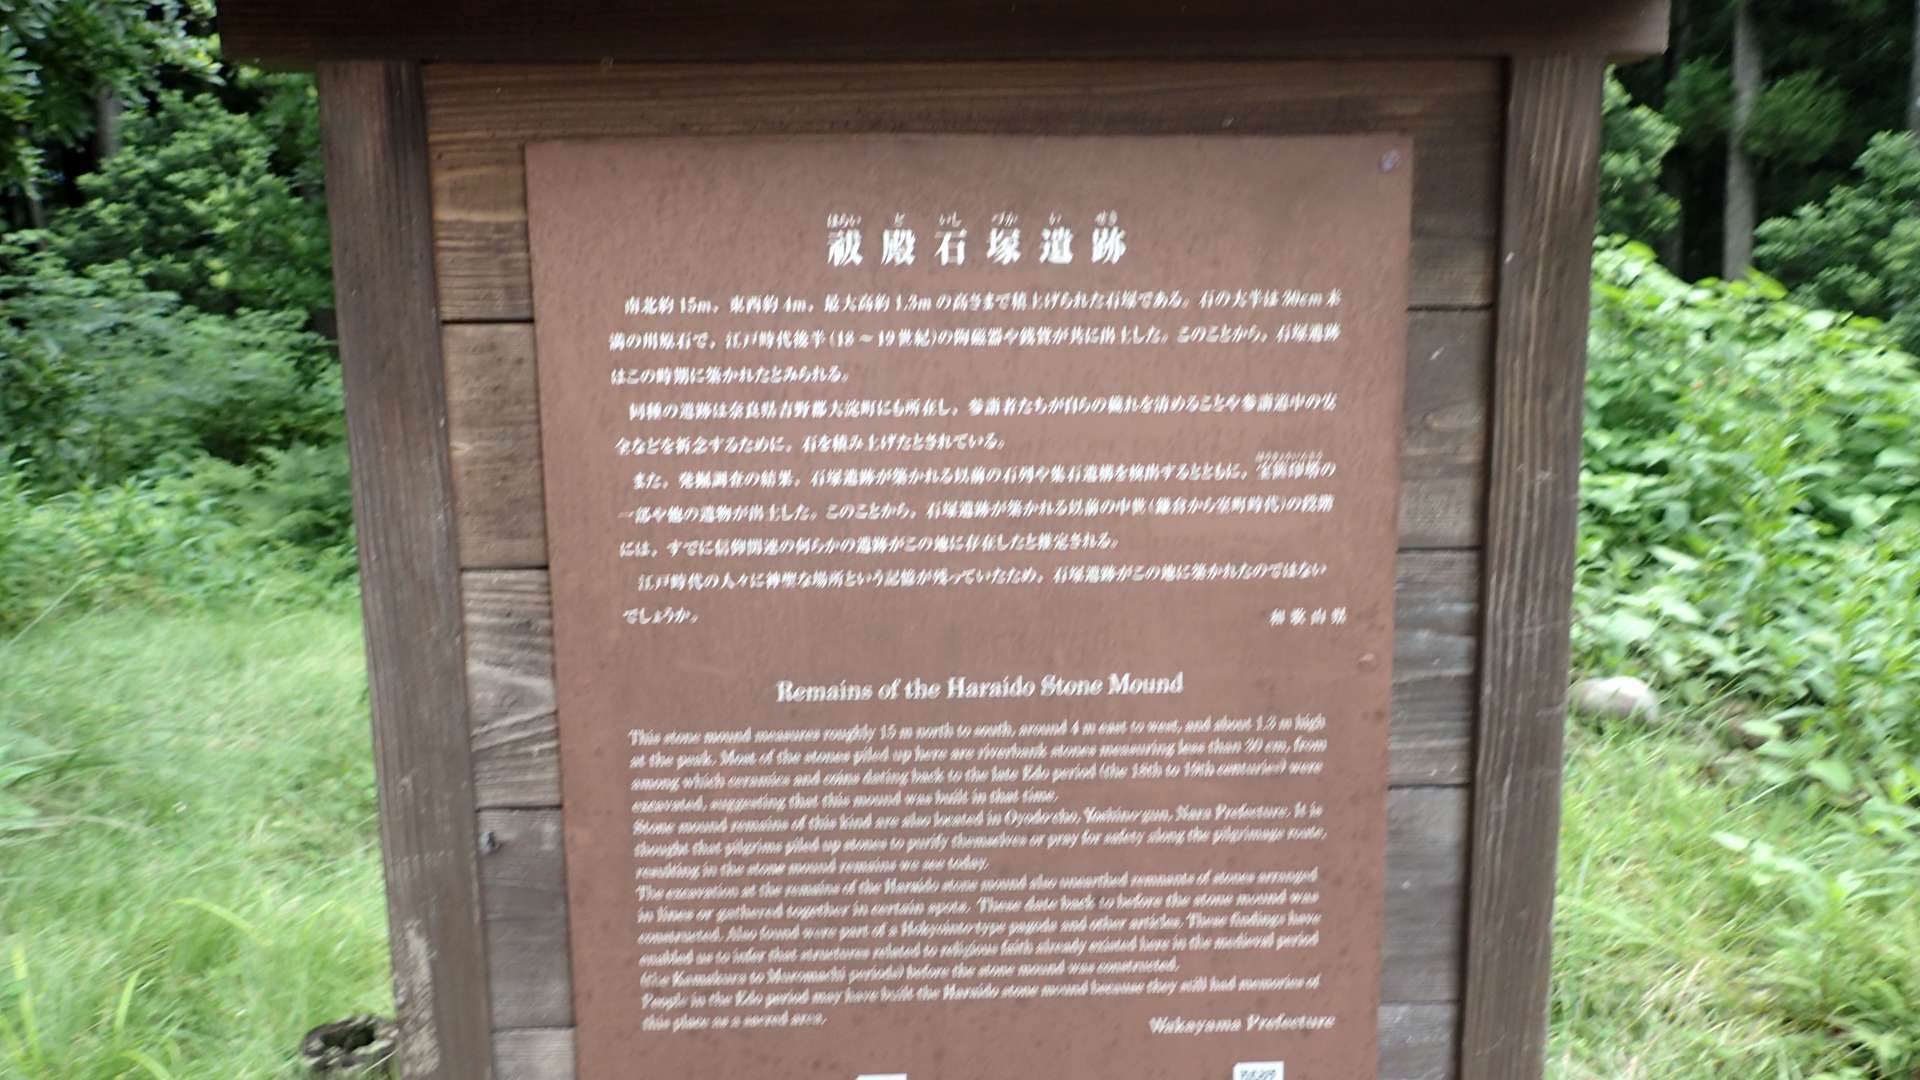 はらい ど いし づか い せき
祓殿石塚遺跡
南北約15m，東西約4m，最大高約1.3mの高さまで積上げられた石塚である。石の大半は30cm未
満の川原石で，江戸時代後半（18～19世紀）の陶磁器や銭貨が共に出土した。このことから，石塚遺跡
はこの時期に築かれたとみられる。
同種の遺跡は奈良県吉野郡大淀町にも所在し，参詣者たちが自らの穢れを清めることや参詣道中の安
全などを祈念するために，石を積み上げたとされている。
また，発掘調査の結果，石塚遺跡が築かれる以前の石列や集石遺構を検出するとともに，宝篋印塔の
一部や他の遺物が出土した。このことから，石塚遺跡が築かれる以前の中世（鎌倉から室町時代）の段階
には，すでに信仰関連の何らかの遺跡がこの地に存在したと推定される。
江戸時代の人々に神聖な場所という記憶が残っていたため，石塚遺跡がこの地に築かれたのではない
でしょうか。
和歌山県
Remains of the Haraido Stone Mound
This stone mound measures roughly 15 m north to south, around 4 m east to west, and about 1.3 m high
at the peak. Most of the stones piled up here are riverbank stones measuring less than 30 cm, from
among which ceramics and coins dating back to the late Edo period (the 18th to 19th centuries) were
excavated, suggesting that this mound was built in that time.
Stone mound remains of this kind are also located in Oyodo-cho, Yoshino-gun, Nara Prefecture. It is
thought that pilgrims piled up stones to purify themselves or pray for safety along the pilgrimage route,
resulting in the stone mound remains we see today.
The excavation at the remains of the Haraido stone mound also unearthed remnants of stones arranged
in lines or gathered together in certain spots. These date back to before the stone mound was
constructed. Also found were part of a Hokyointo-type pagoda and other articles. These findings have
enabled us to infer that structures related to religious faith already existed here in the medieval period
(the Kamakura to Muromachi periods) before the stone mound was constructed.
People in the Edo period may have built the Haraido stone mound because they still had memories of
this place as a sacred area.
Wakayama Prefecture